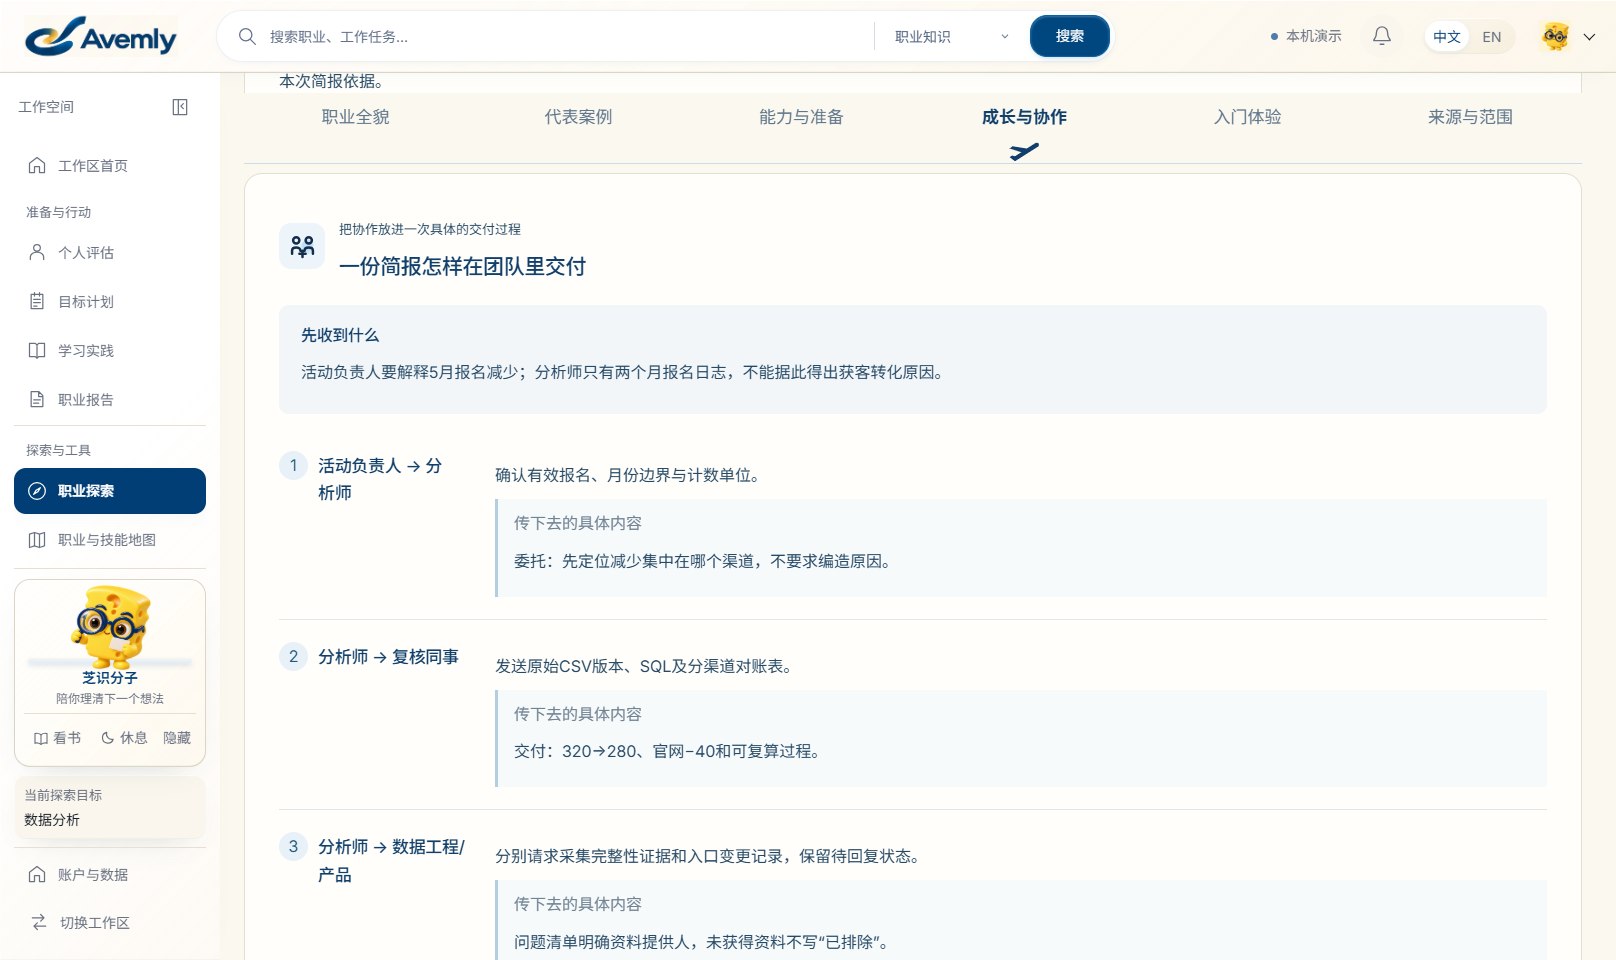 Avemly
搜索职业、工作任务...
职业知识
搜索
本机演示
中文
EN
工作空间
工作区首页
准备与行动
个人评估
目标计划
学习实践
职业报告
探索与工具
职业探索
职业与技能地图
芝识分子
陪你理清下一个想法
看书
休息
隐藏
当前探索目标
数据分析
账户与数据
切换工作区
本次简报依据。
职业全貌
代表案例
能力与准备
成长与协作
入门体验
来源与范围
把协作放进一次具体的交付过程
一份简报怎样在团队里交付
先收到什么
活动负责人要解释5月报名减少；分析师只有两个月报名日志，不能据此得出获客转化原因。
1
活动负责人 → 分
析师
确认有效报名、月份边界与计数单位。
传下去的具体内容
委托：先定位减少集中在哪个渠道，不要求编造原因。
2
分析师 → 复核同事
发送原始CSV版本、SQL及分渠道对账表。
传下去的具体内容
交付：320→280、官网−40和可复算过程。
3
分析师 → 数据工程/
产品
分别请求采集完整性证据和入口变更记录，保留待回复状态。
传下去的具体内容
问题清单明确资料提供人，未获得资料不写“已排除”。